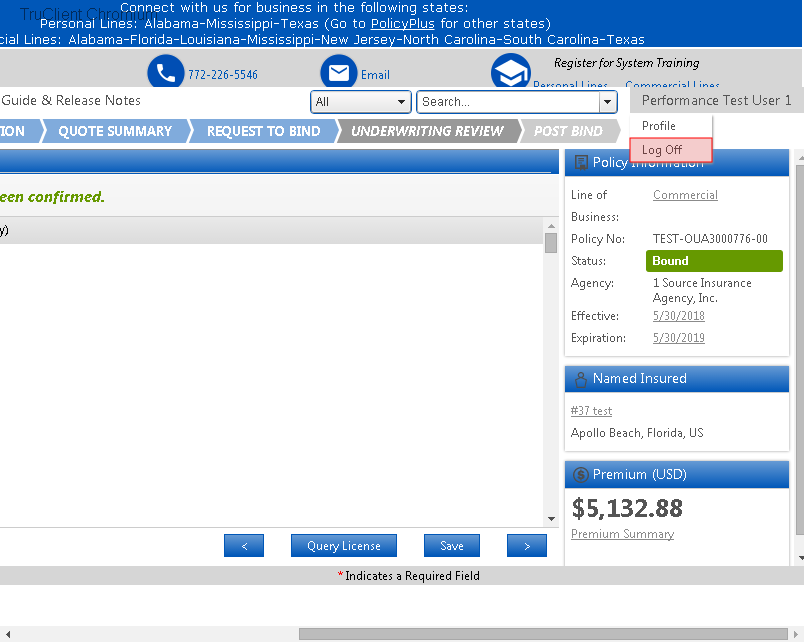 TruClient Chromium
Connect with us for business in the following states:
Personal Lines: Alabama-Mississippi-Texas (Go to PolicyPlus for other states)
cial Lines: Alabama-Florida-Louisiana-Mississippi-New Jersey-North Carolina-South Carolina-Texas
772-226-5546
Email
Register for System Training
Personal Lines Commercial Lines
Guide & Release Notes
All
Search...
Performance Test User 1
Profile
Log Off
ION QUOTE SUMMARY REQUEST TO BIND UNDERWRITING REVIEW POST BIND
een confirmed.
y)
Policy Information
Line of Business: Commercial
Policy No: TEST-OUA3000776-00
Status: Bound
Agency: 1 Source Insurance
Agency, Inc.
Effective: 5/30/2018
Expiration: 5/30/2019
Named Insured
#37 test
Apollo Beach, Florida, US
Premium (USD)
$5,132.88
Premium Summary
< Query License Save >
*Indicates a Required Field